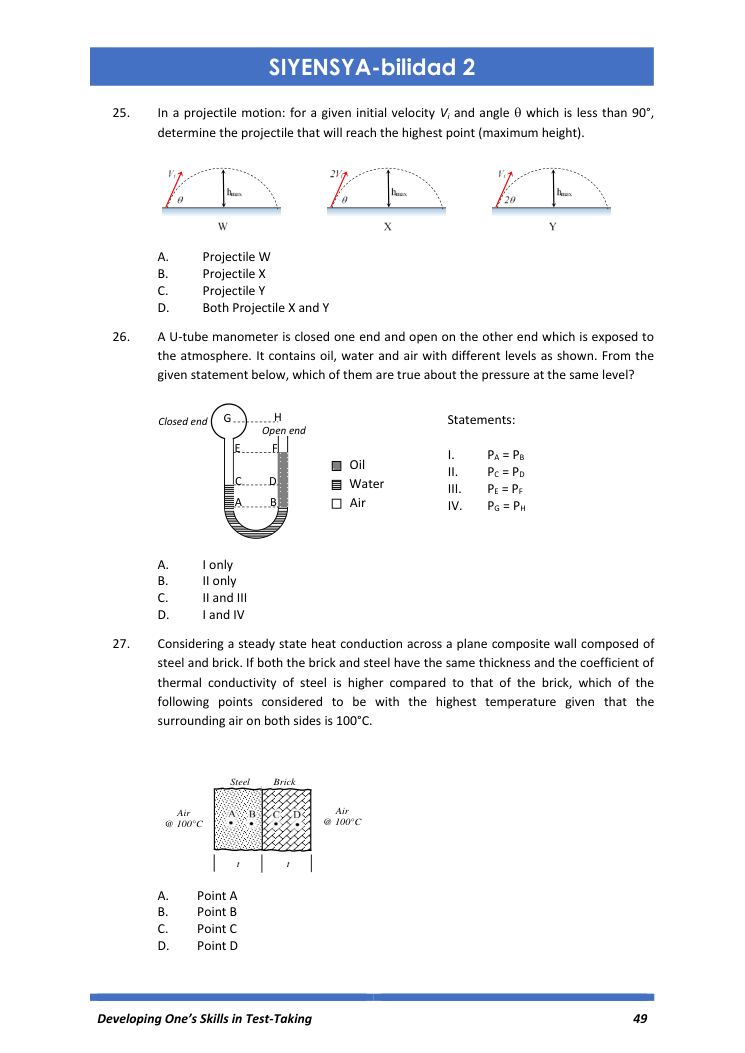 SIYENSYA-bilidad 2
25. In a projectile motion: for a given initial velocity Vi and angle θ which is less than 90°,
determine the projectile that will reach the highest point (maximum height).
Vi θ hmax 2Vi θ hmax Vi 2θ hmax
W X Y
A. Projectile W
B. Projectile X
C. Projectile Y
D. Both Projectile X and Y
26. A U-tube manometer is closed one end and open on the other end which is exposed to
the atmosphere. It contains oil, water and air with different levels as shown. From the
given statement below, which of them are true about the pressure at the same level?
Closed end G H
Open end
E F
C D
A B
Oil
Water
Air
Statements:
I. PA = PB
II. PC = PD
III. PE = PF
IV. PG = PH
A. I only
B. II only
C. II and III
D. I and IV
27. Considering a steady state heat conduction across a plane composite wall composed of
steel and brick. If both the brick and steel have the same thickness and the coefficient of
thermal conductivity of steel is higher compared to that of the brick, which of the
following points considered to be with the highest temperature given that the
surrounding air on both sides is 100°C.
Steel Brick
Air
@ 100°C
A B C D
Air
@ 100°C
t t
A. Point A
B. Point B
C. Point C
D. Point D
Developing One's Skills in Test-Taking 49